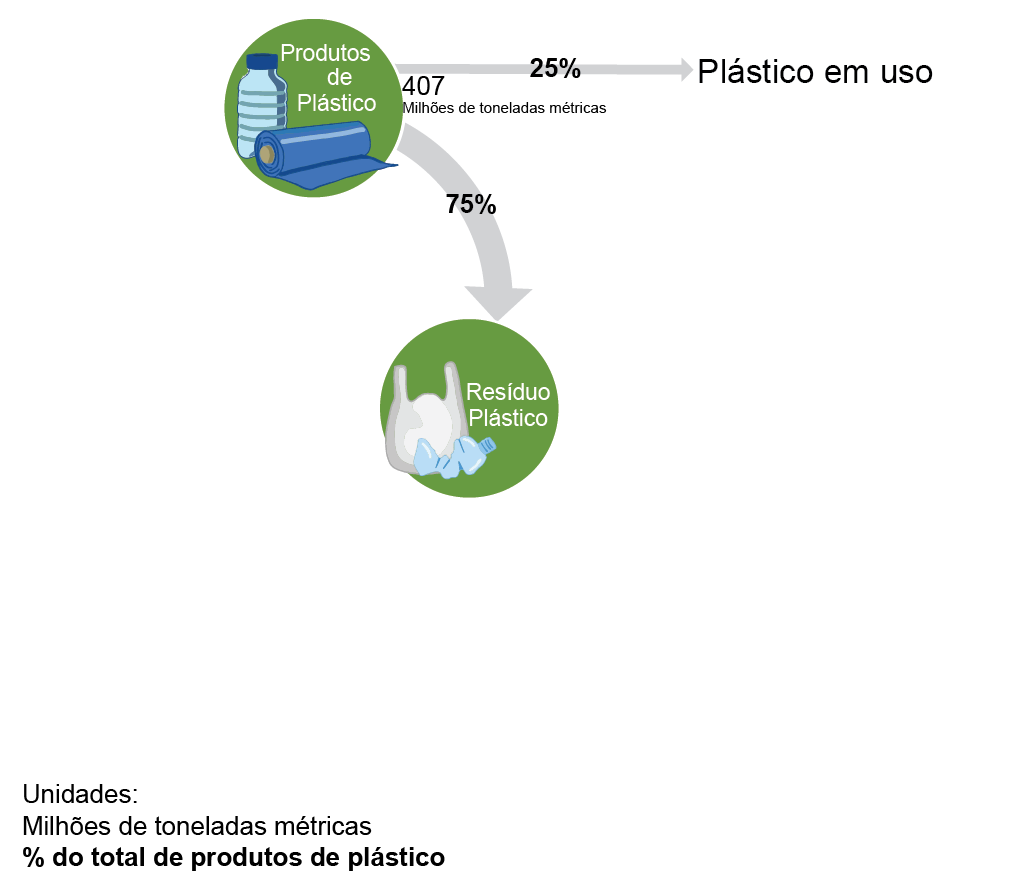 Produtos
de
Plástico
25%
Plástico em uso
407
Milhões de toneladas métricas
75%
Resíduo
Plástico
Unidades:
Milhões de toneladas métricas
% do total de produtos de plástico